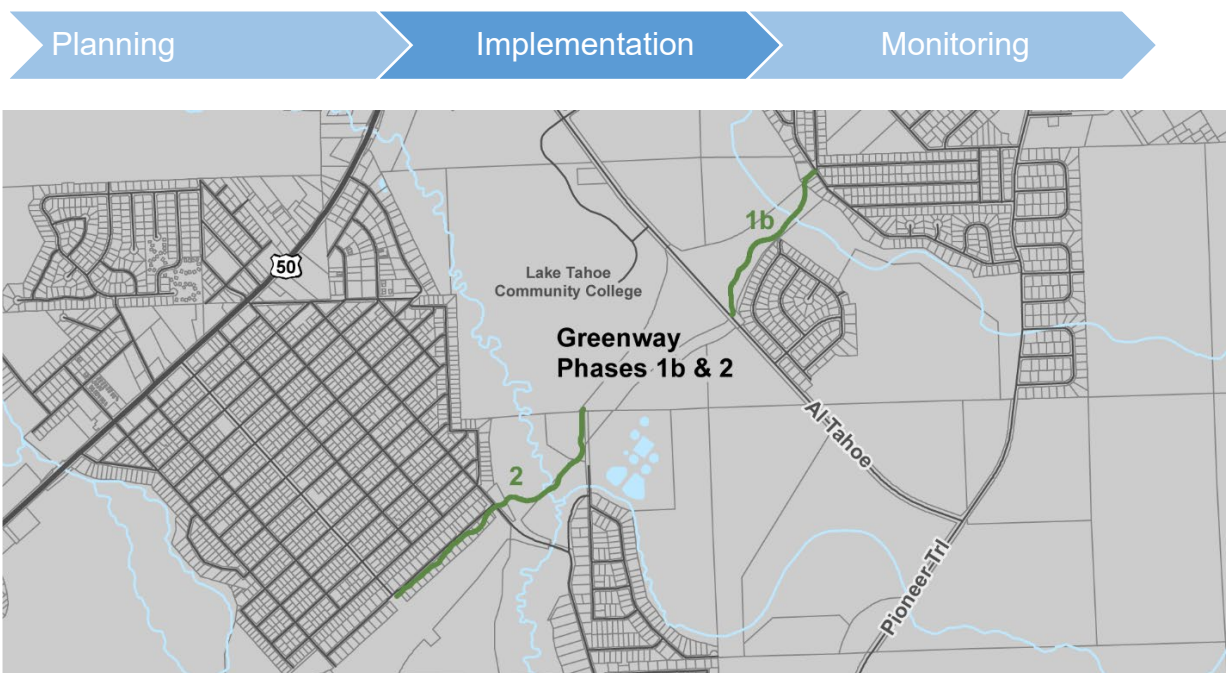 Planning
Implementation
Monitoring
1b
50
Lake Tahoe
Community College
Greenway
Phases 1b & 2
Al Tahoe
2
Pioneer Trl